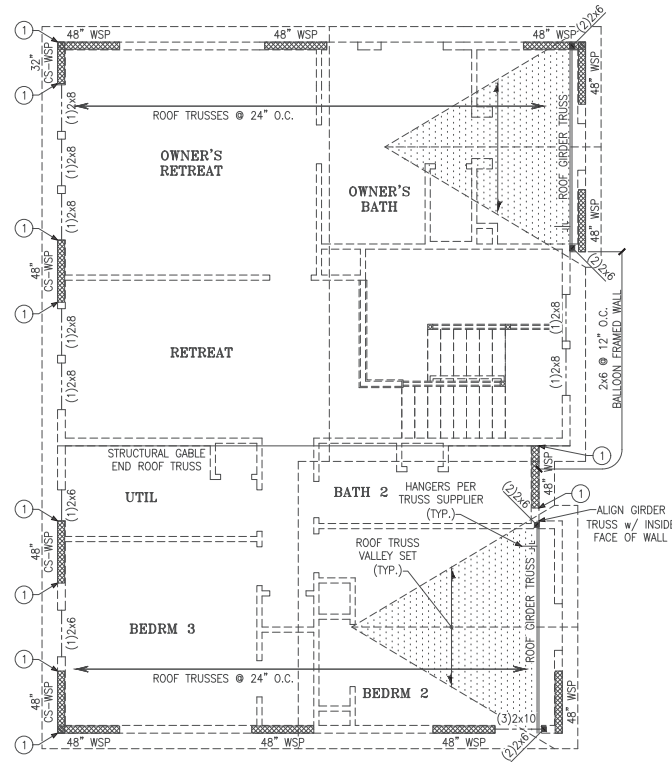 1
48" WSP
48" WSP
48" WSP
(2)2x6
32"
CS-WSP
1
(1)2x8
ROOF TRUSSES @ 24" O.C.
48" WSP
ROOF GIRDER TRUSS
OWNER'S
RETREAT
OWNER'S
BATH
(1)2x8
1
48"
CS-WSP
1
48" WSP
(2)2x6
2x6 @ 12" O.C.
BALLOON FRAMED WALL
(1)2x8
(1)2x8
RETREAT
(1)2x8
(1)2x8
STRUCTURAL GABLE
END ROOF TRUSS
1
48" WSP
UTIL
BATH 2
HANGERS PER
TRUSS SUPPLIER
(TYP.)
(2)2x6
1
(1)2x6
1
48"
CS-WSP
1
ALIGN GIRDER
TRUSS w/ INSIDE
FACE OF WALL
ROOF TRUSS
VALLEY SET
(TYP.)
ROOF GIRDER TRUSS
BEDRM 3
(1)2x6
1
ROOF TRUSSES @ 24" O.C.
BEDRM 2
48"
CS-WSP
48" WSP
(3)2x10
1
48" WSP
48" WSP
48" WSP
(2)2x6